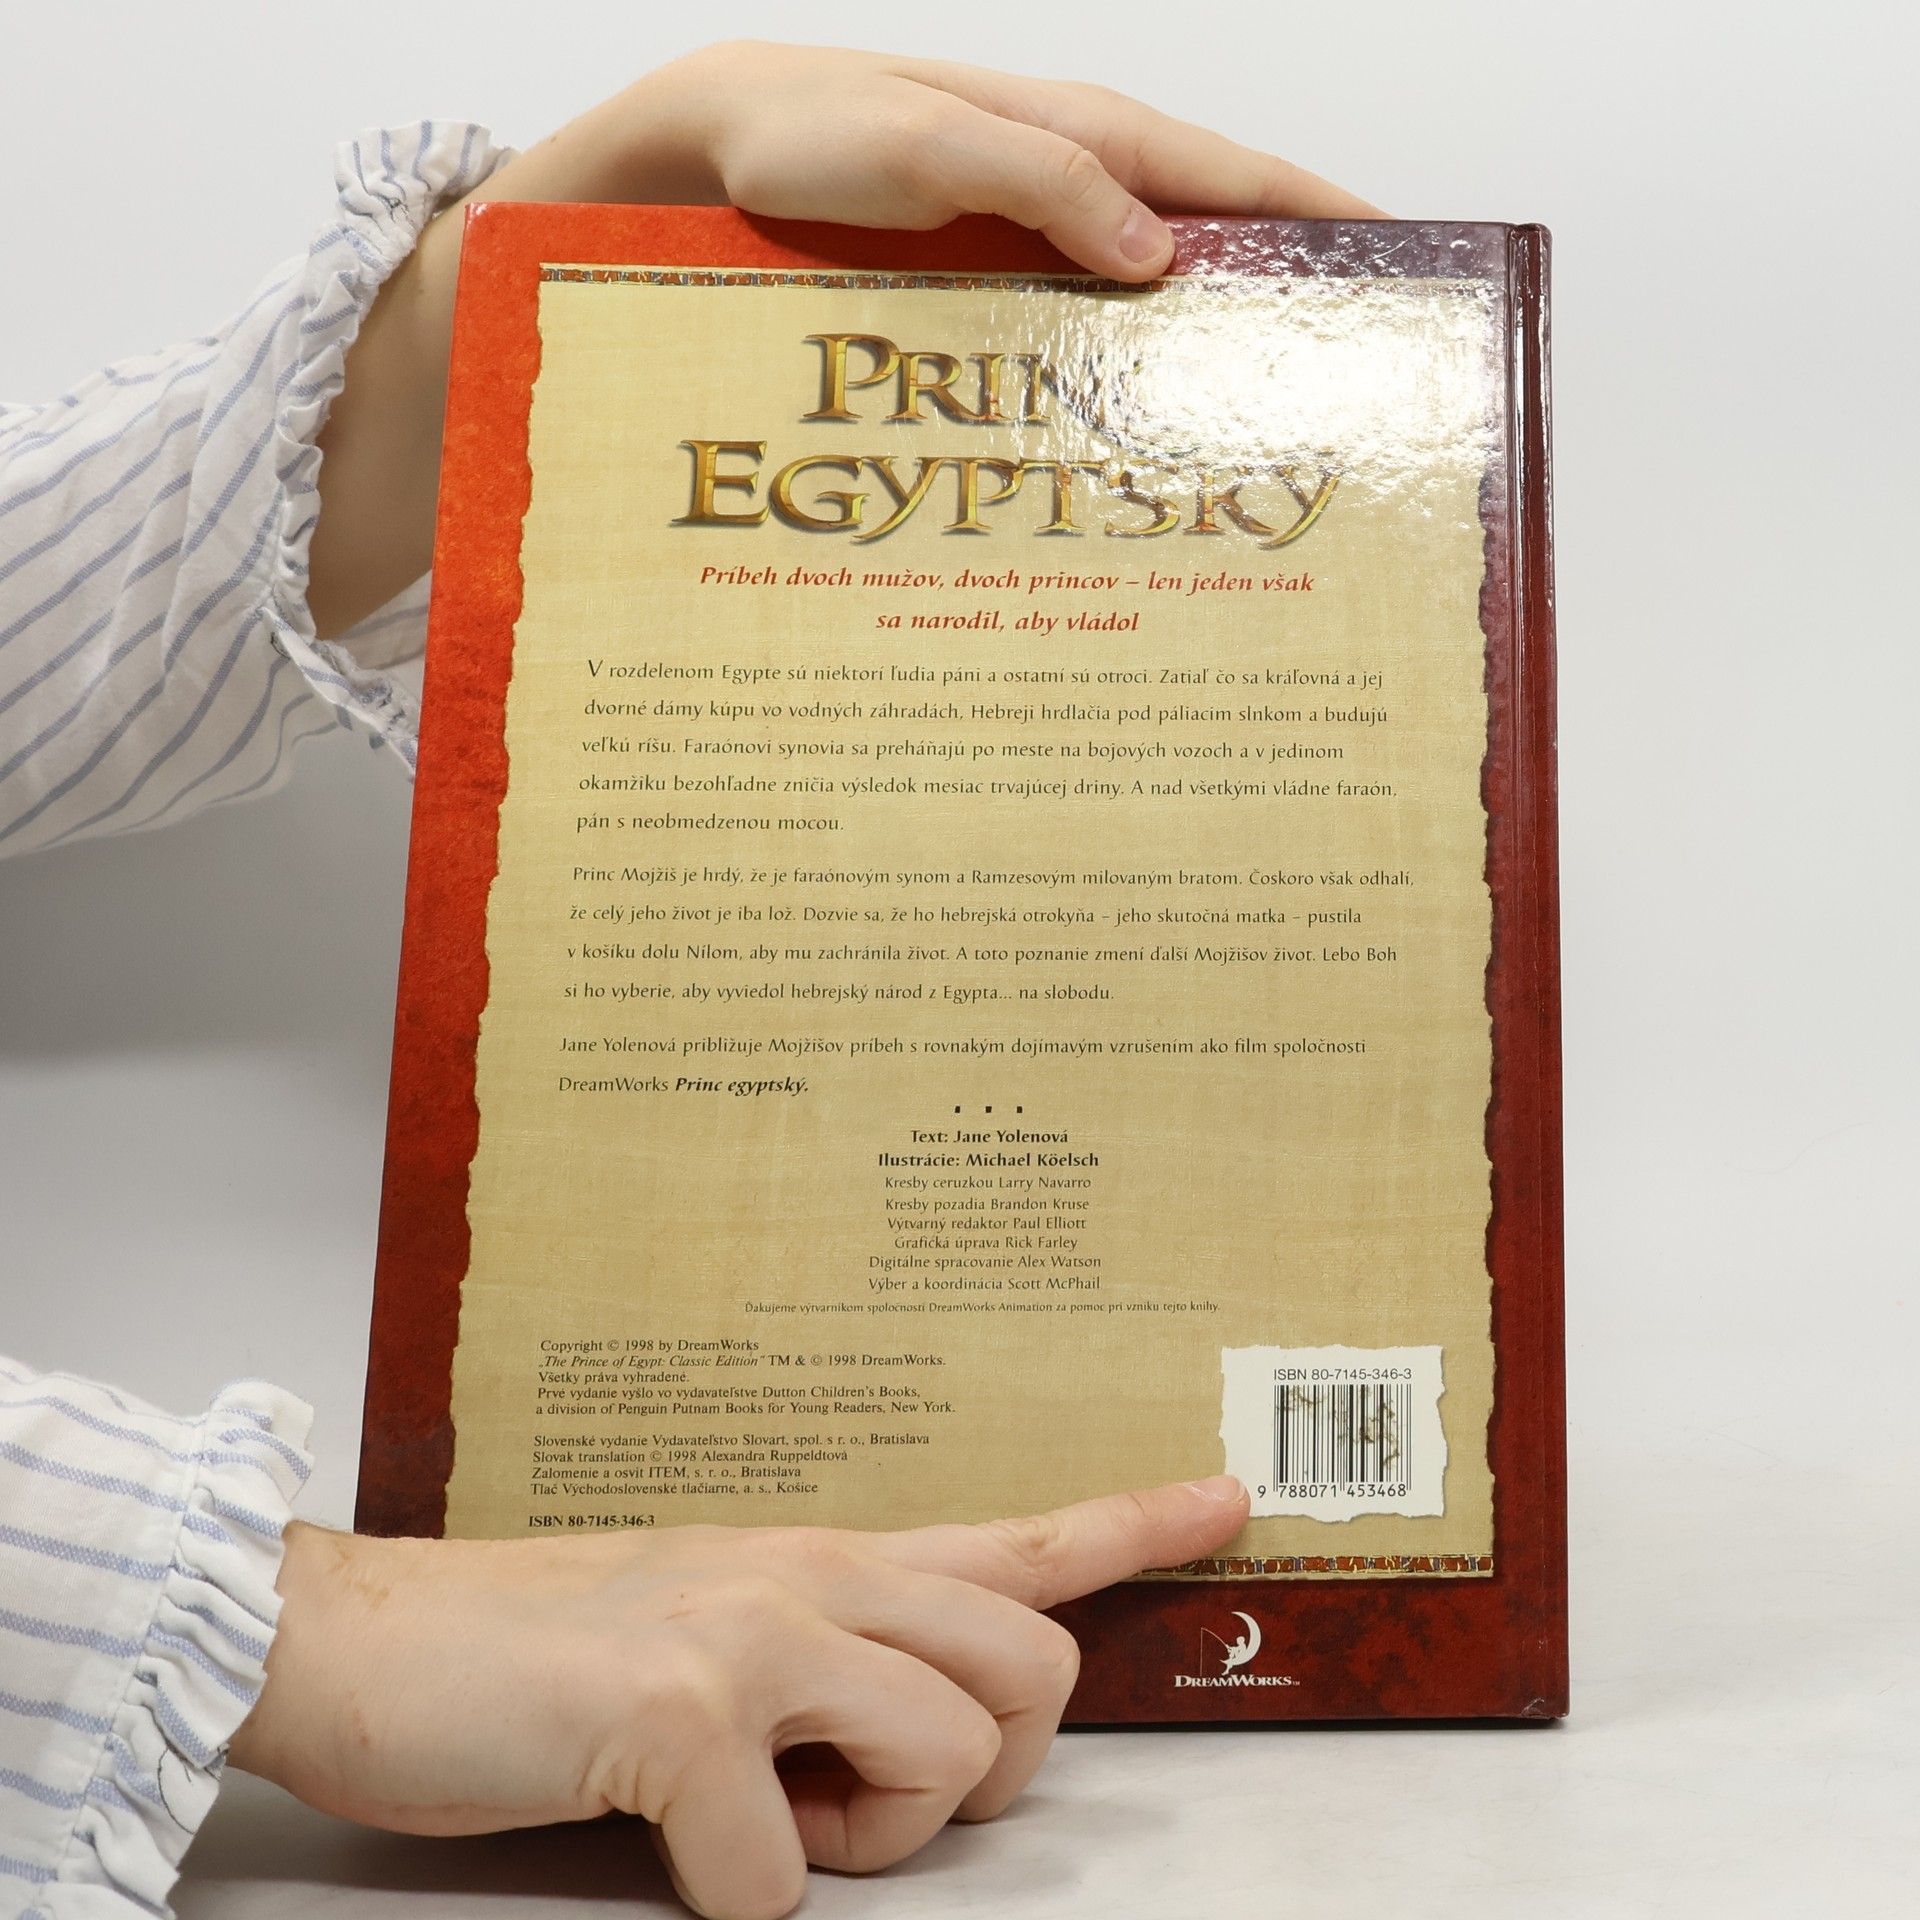 EGYPTSKÝ
Príbeh dvoch mužov, dvoch princov – len jeden však
sa narodil, aby vládol
V rozdelenom Egypte sú niektorí ľudia páni a ostatní sú otroci. Zatiaľ čo sa kráľovná a jej
dvorné dámy kúpu vo vodných záhradách, Hebreji hrdlačia pod páliacim slnkom a budujú
veľkú ríšu. Faraónovi synovia sa preháňajú po meste na bojových vozoch a v jedinom
okamžiku bezohľadne zničia výsledok mesiac trvajúcej driny. A nad všetkými vládne faraón,
pán s neobmedzenou mocou.
Princ Mojžiš je hrdý, že je faraónovým synom a Ramzesovým milovaným bratom. Čoskoro však odhalí,
že celý jeho život je iba lož. Dozvie sa, že ho hebrejská otrokyňa – jeho skutočná matka – pustila
v košíku dolu Nílom, aby mu zachránila život. A toto poznanie zmení ďalší Mojžišov život. Lebo Boh
si ho vyberie, aby vyviedol hebrejský národ z Egypta... na slobodu.
Jane Yolenová približuje Mojžišov príbeh s rovnakým dojímavým vzrušením ako film spoločnosti
DreamWorks Princ egyptský.
Text: Jane Yolenová
Ilustrácie: Michael Köelsch
Kresby ceruzkou Larry Navarro
Kresby pozadia Brandon Kruse
Výtvarný redaktor Paul Elliott
Grafićká úprava Rick Farley
Digitálne spracovanie Alex Watson
Výber a koordinácia Scott McPhail
Ďakujeme výtvarníkom spoločnosti DreamWorks Animation za pomoc pri vzniku tejto knihy.
Copyright © 1998 by DreamWorks
„The Prince of Egypt: Classic Edition" TM & © 1998 DreamWorks.
Všetky práva vyhradené.
Prvé vydanie vyšlo vo vydavateľstve Dutton Children's Books,
a division of Penguin Putnam Books for Young Readers, New York.
Slovenské vydanie Vydavateľstvo Slovart, spol. s r. o., Bratislava
Slovak translation © 1998 Alexandra Ruppeldtová
Zalomenie a osvit ITEM, s. r. o., Bratislava
Tlač Východoslovenské tlačiarne, a. s., Košice
ISBN 80-7145-346-3
ISBN 80-7145-346-3
9 788071 453468
DREAMWORKS™